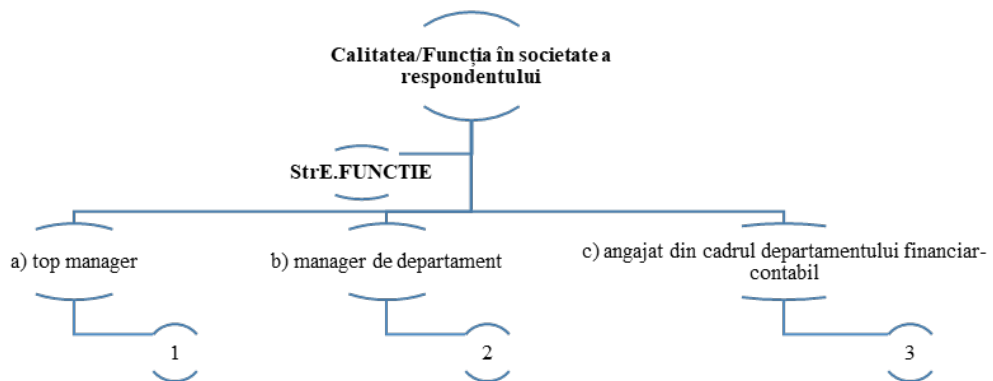 Calitatea/Funcția în societate a
respondentului
StrE.FUNCTIE
a) top manager
b) manager de departament
c) angajat din cadrul departamentului financiar-
contabil
1
2
3